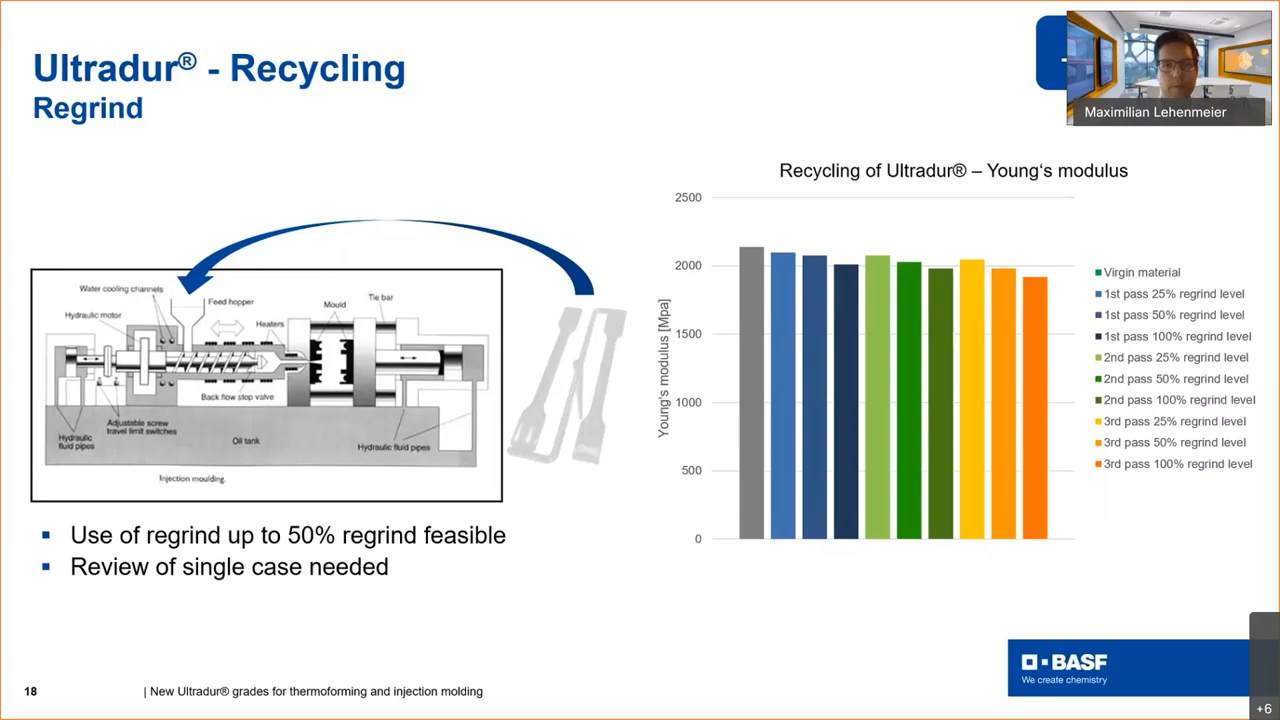 Ultradur® - Recycling
Regrind
Maximilian Lehenmeier
Water cooling channels
Feed hopper
Hydraulic motor
Heaters
Mould
Tie bar
Back flow stop valve
Hydraulic
fluid pipes
Adjustable screw
travel limit switches
Oil tank
Hydraulic fluid pipes
Injection moulding.
▪ Use of regrind up to 50% regrind feasible
▪ Review of single case needed
Recycling of Ultradur® – Young‘s modulus
Young‘s modulus [Mpa]
2500
2000
1500
1000
500
0
Virgin material
1st pass 25% regrind level
1st pass 50% regrind level
1st pass 100% regrind level
2nd pass 25% regrind level
2nd pass 50% regrind level
2nd pass 100% regrind level
3rd pass 25% regrind level
3rd pass 50% regrind level
3rd pass 100% regrind level
18
| New Ultradur® grades for thermoforming and injection molding
BASF
We create chemistry
+6